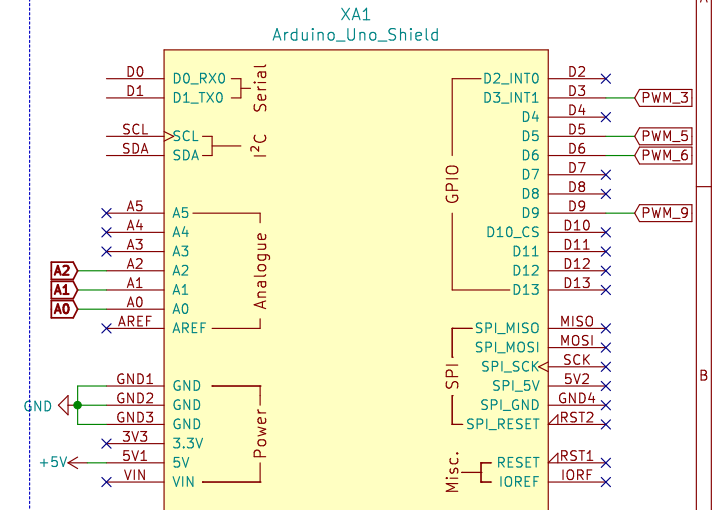 A
XA1
Arduino_Uno_Shield
D0 D0_RX0 D2_INT0 D2
D1 D1_TX0 Serial D3_INT1 D3 PWM_3
D4 D4
SCL SCL D5 D5 PWM_5
SDA SDA I²C D6 D6 PWM_6
D7 D7
GPIO
D8 D8
A5 A5 D9 D9 PWM_9
A4 A4 D10_CS D10
A3 A3 D11 D11
A2 A2 A2 Analogue D12 D12
A1 A1 A1 D13 D13
A0 A0 A0
AREF AREF SPI_MISO MISO
SPI_MOSI MOSI
SPI SPI_SCK SCK
B
GND1 GND SPI_5V 5V2
GND GND2 GND SPI_GND GND4
GND3 GND Power SPI_RESET RST2
3V3 3.3V
+5V 5V1 5V Misc. RESET RST1
VIN VIN IOREF IORF